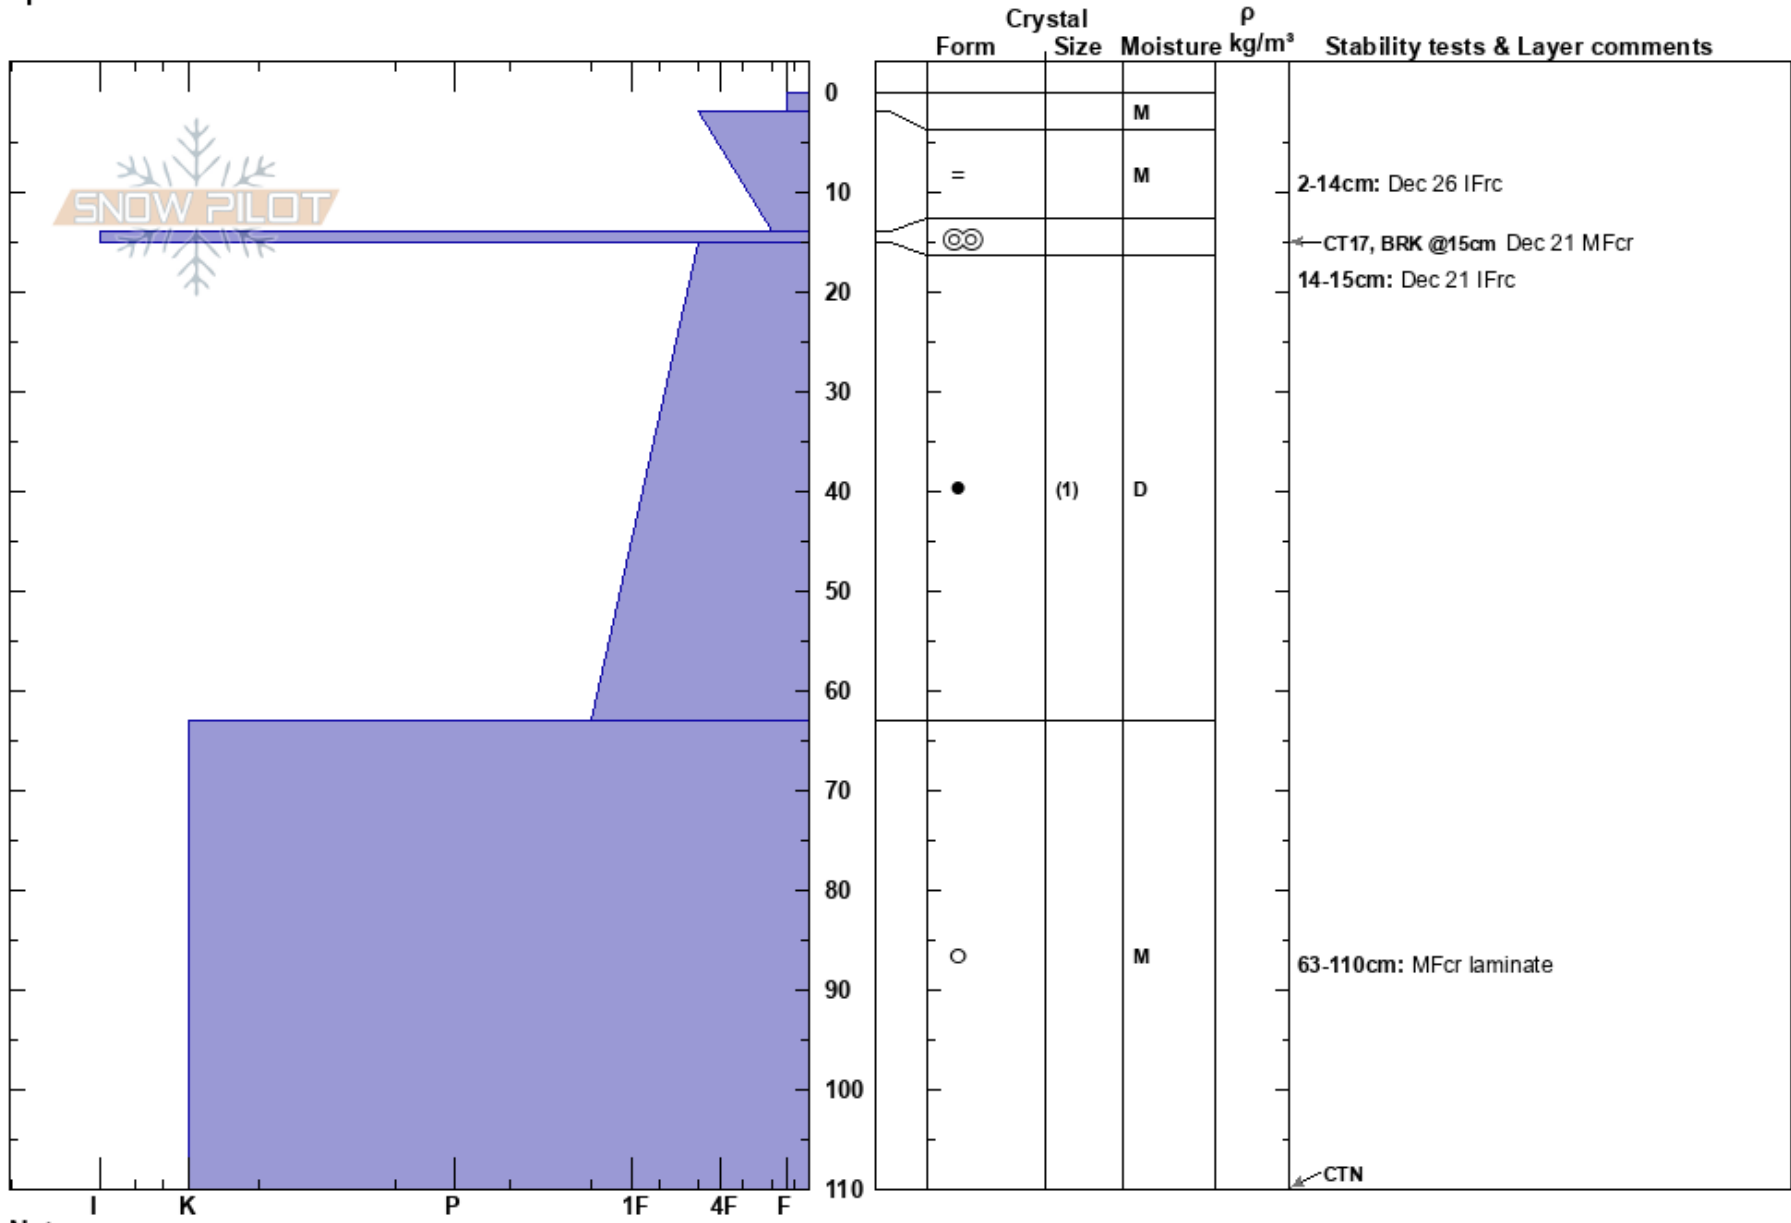 Crystal
ρ
Form Size Moisture kg/m³ Stability tests & Layer comments
0
M
SNOW PILOT
10
= M
2-14cm: Dec 26 IFrc
CT17, BRK @15cm Dec 21 MFcr
14-15cm: Dec 21 IFrc
20
30
40
(1) D
50
60
70
80
90
M
63-110cm: MFcr laminate
100
CTN
110
I K P 1F 4F F